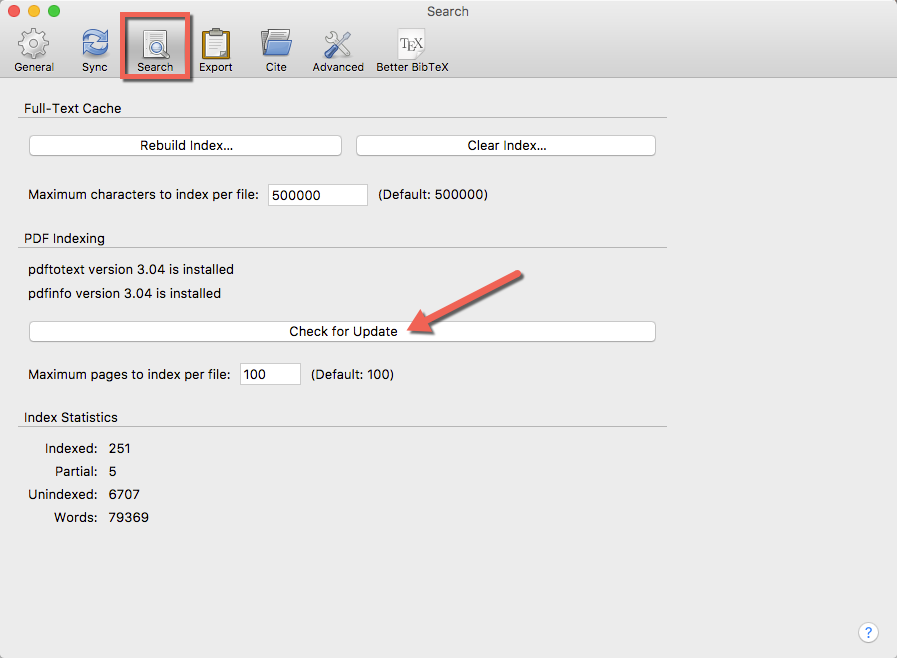 Search
General Sync Search Export Cite Advanced Better BibTeX
TEX
Full-Text Cache
Rebuild Index... Clear Index...
Maximum characters to index per file: 500000 (Default: 500000)
PDF Indexing
pdftotext version 3.04 is installed
pdfinfo version 3.04 is installed
Check for Update
Maximum pages to index per file: 100 (Default: 100)
Index Statistics
Indexed: 251
Partial: 5
Unindexed: 6707
Words: 79369
?